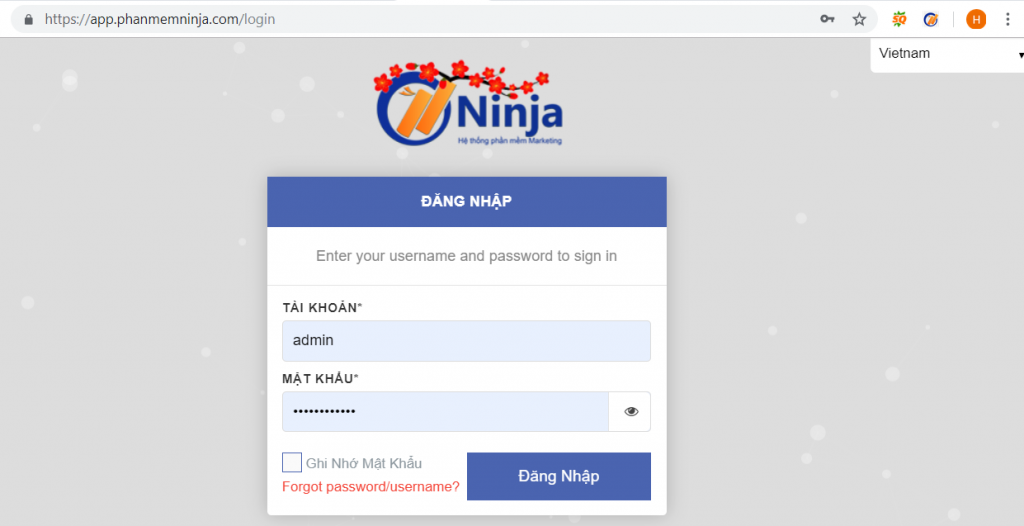 https://app.phanmemninja.com/login
H
Vietnam
Ninja
Hệ thống phần mềm Marketing
ĐĂNG NHẬP
Enter your username and password to sign in
TÀI KHOẢN*
admin
MẬT KHẨU*
••••••••••••
Ghi Nhớ Mật Khẩu
Forgot password/username?
Đăng Nhập